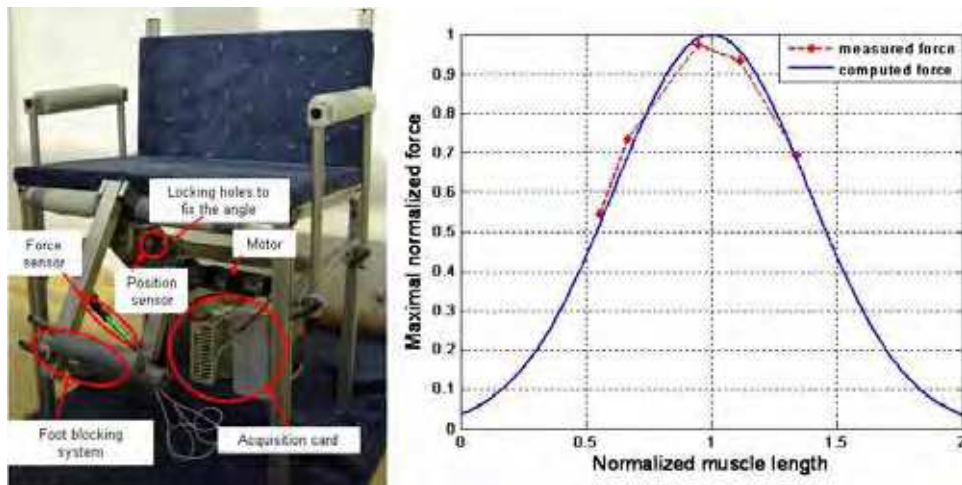 Locking holes to
fix the angle
Force
sensor
Motor
Position
sensor
Foot blocking
system
Acquisition card
Maximal normalized force
1
0.9
0.8
0.7
0.6
0.5
0.4
0.3
0.2
0.1
0
0
0.5
1
1.5
2
Normalized muscle length
measured force
computed force